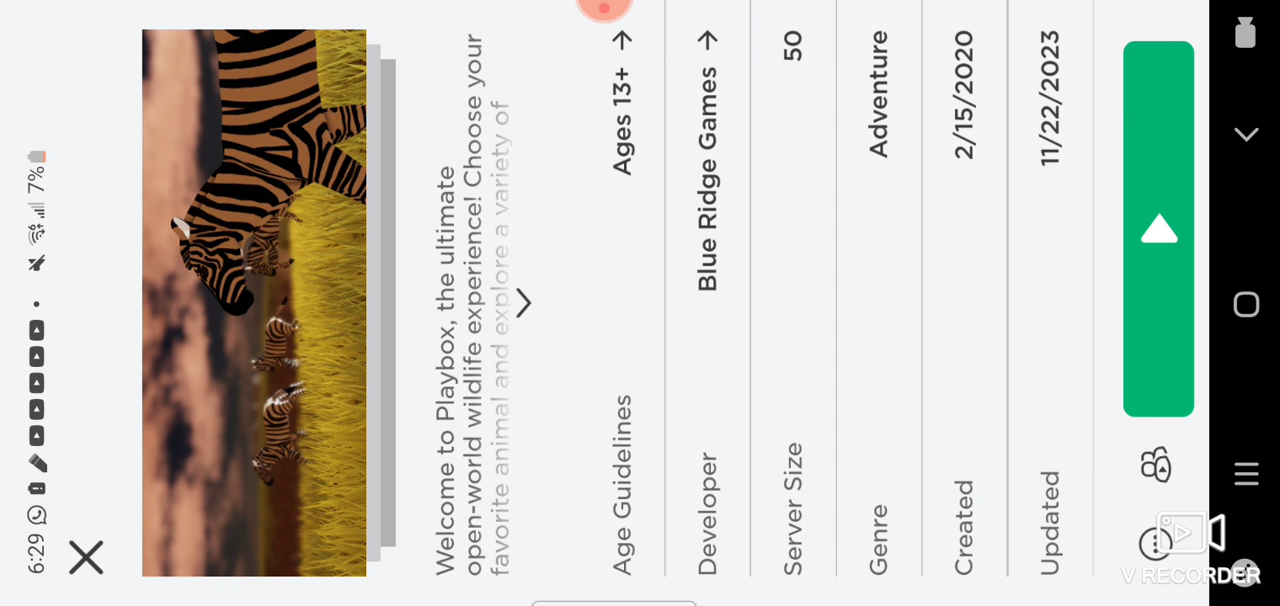 6:29
7%
Welcome to Playbox, the ultimate
open-world wildlife experience! Choose your
favorite animal and explore a variety of
Age Guidelines Ages 13+
Developer Blue Ridge Games
Server Size 50
Genre Adventure
Created 2/15/2020
Updated 11/22/2023
V RECORDER